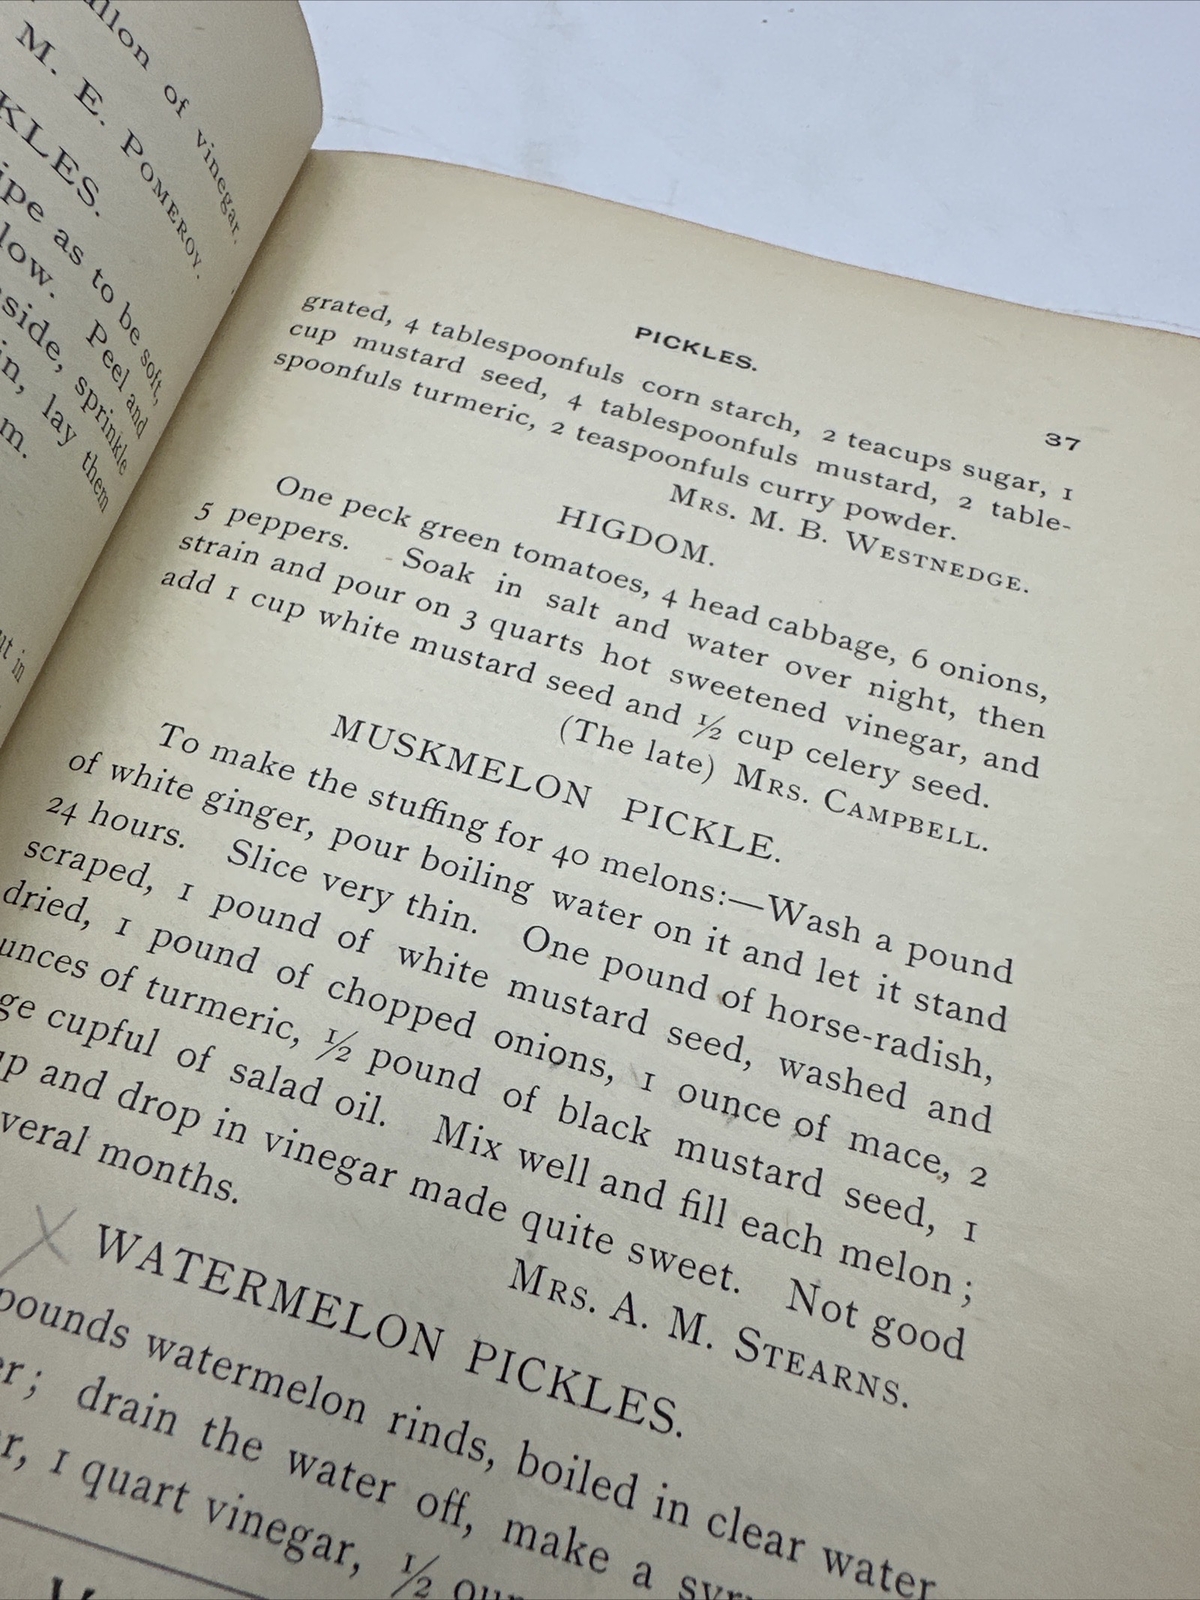 of vinegar.
M. E. POMEROY.
as to be soft,
Peel and
sprinkle
lay them
in
PICKLES.
37
grated, 4 tablespoonfuls corn starch, 2 teacups sugar, 1
cup mustard seed, 4 tablespoonfuls mustard, 2 table-
spoonfuls turmeric, 2 teaspoonfuls curry powder.
MRS. M. B. WESTNEDGE.
HIGDOM.
One peck green tomatoes, 4 head cabbage, 6 onions,
5 peppers. Soak in salt and water over night, then
strain and pour on 3 quarts hot sweetened vinegar, and
add 1 cup white mustard seed and ½ cup celery seed.
(The late) MRS. CAMPBELL.
MUSKMELON PICKLE.
To make the stuffing for 40 melons:—Wash a pound
of white ginger, pour boiling water on it and let it stand
24 hours. Slice very thin. One pound of horse-radish,
scraped, 1 pound of white mustard seed, washed and
dried, 1 pound of chopped onions, 1 ounce of mace, 2
of turmeric, ½ pound of black mustard seed, 1
cupful of salad oil. Mix well and fill each melon;
and drop in vinegar made quite sweet. Not good
months.
MRS. A. M. STEARNS.
WATERMELON PICKLES.
pounds watermelon rinds, boiled in clear water
drain the water off, make a
1 quart vinegar, ½